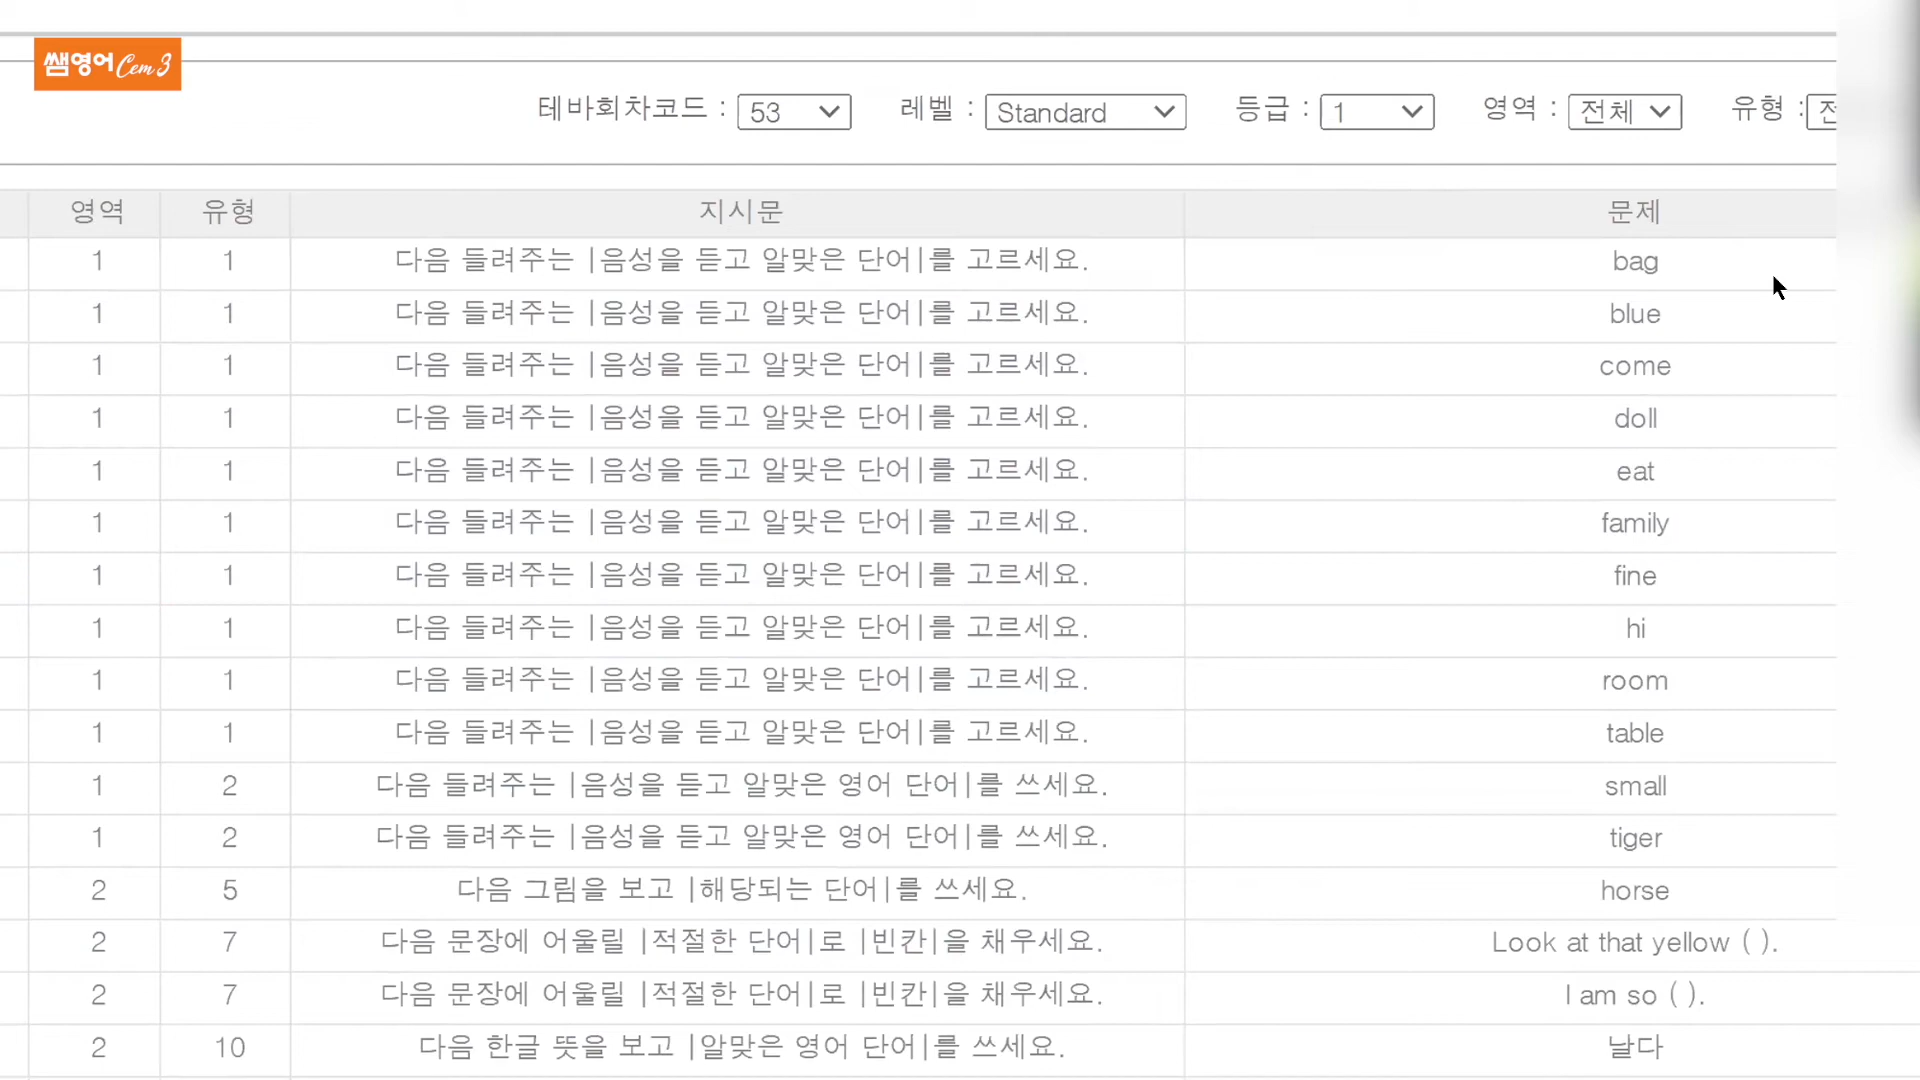 쌤영어 Cem 3
테바회차코드 : 53 레벨 : Standard 등급 : 1 영역 : 전체 유형 :
영역 유형 지시문 문제
1 1 다음 들려주는 |음성을 듣고 알맞은 단어|를 고르세요. bag
1 1 다음 들려주는 |음성을 듣고 알맞은 단어|를 고르세요. blue
1 1 다음 들려주는 |음성을 듣고 알맞은 단어|를 고르세요. come
1 1 다음 들려주는 |음성을 듣고 알맞은 단어|를 고르세요. doll
1 1 다음 들려주는 |음성을 듣고 알맞은 단어|를 고르세요. eat
1 1 다음 들려주는 |음성을 듣고 알맞은 단어|를 고르세요. family
1 1 다음 들려주는 |음성을 듣고 알맞은 단어|를 고르세요. fine
1 1 다음 들려주는 |음성을 듣고 알맞은 단어|를 고르세요. hi
1 1 다음 들려주는 |음성을 듣고 알맞은 단어|를 고르세요. room
1 1 다음 들려주는 |음성을 듣고 알맞은 단어|를 고르세요. table
1 2 다음 들려주는 |음성을 듣고 알맞은 영어 단어|를 쓰세요. small
1 2 다음 들려주는 |음성을 듣고 알맞은 영어 단어|를 쓰세요. tiger
2 5 다음 그림을 보고 |해당되는 단어|를 쓰세요. horse
2 7 다음 문장에 어울릴 |적절한 단어|로 |빈칸|을 채우세요. Look at that yellow ( ).
2 7 다음 문장에 어울릴 |적절한 단어|로 |빈칸|을 채우세요. I am so ( ).
2 10 다음 한글 뜻을 보고 |알맞은 영어 단어|를 쓰세요. 날다